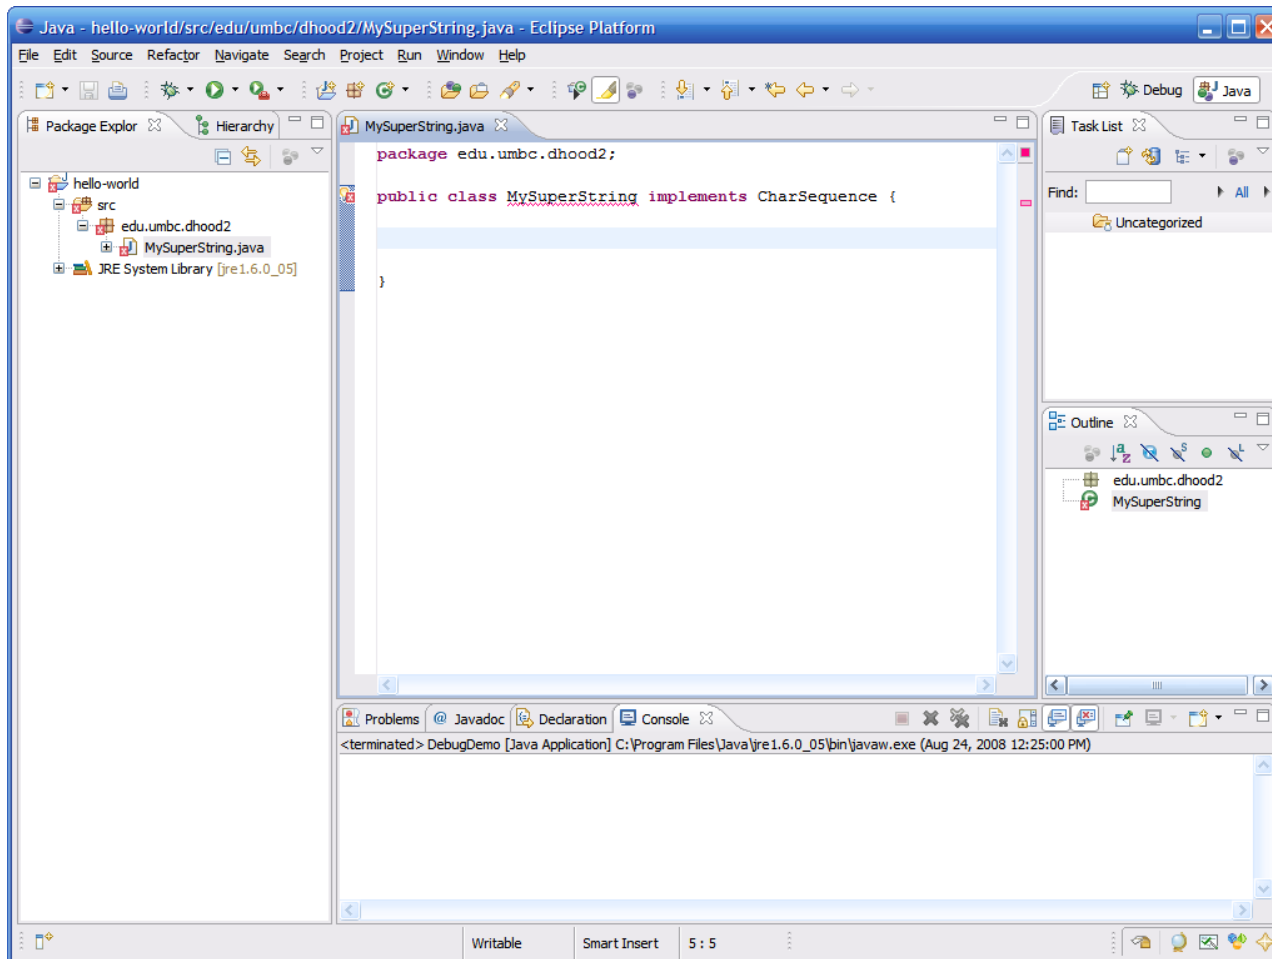 Java - hello-world/src/edu/umbc/dhood2/MySuperString.java - Eclipse Platform
File Edit Source Refactor Navigate Search Project Run Window Help
Debug Java
Package Explor Hierarchy
hello-world
src
edu.umbc.dhood2
MySuperString.java
JRE System Library [jre1.6.0_05]
MySuperString.java
package edu.umbc.dhood2;
public class MySuperString implements CharSequence {
}
Task List
Find: All
Uncategorized
Outline
edu.umbc.dhood2
MySuperString
Problems @ Javadoc Declaration Console
<terminated> DebugDemo [Java Application] C:\Program Files\Java\jre1.6.0_05\bin\javaw.exe (Aug 24, 2008 12:25:00 PM)
Writable Smart Insert 5 : 5